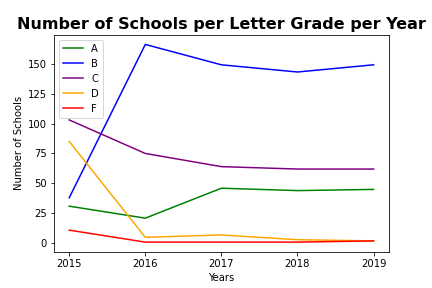 Number of Schools per Letter Grade per Year
A
B
C
D
F
Number of Schools
150
125
100
75
50
25
0
2015 2016 2017 2018 2019
Years